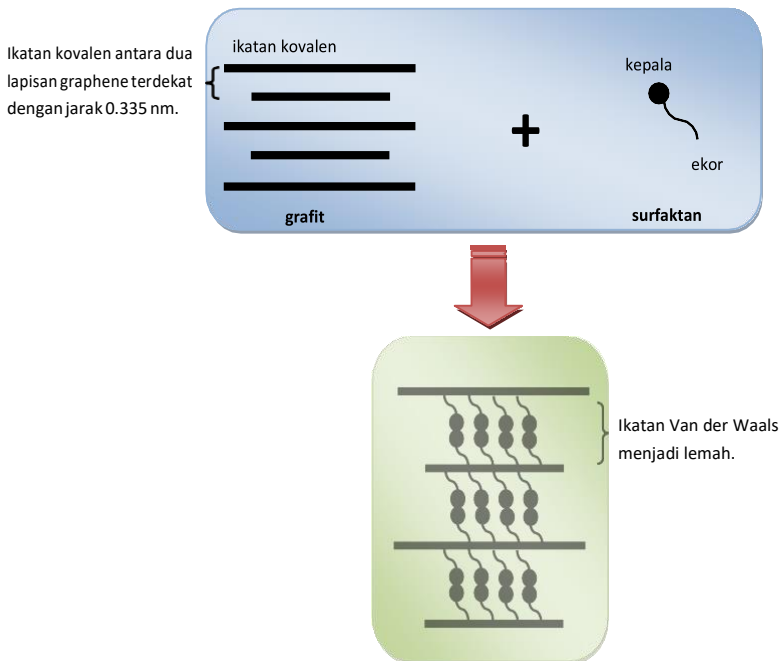 Ikatan kovalen antara dua
lapisan graphene terdekat
dengan jarak 0.335 nm.
ikatan kovalen
kepala
+
ekor
grafit
surfaktan
Ikatan Van der Waals
menjadi lemah.